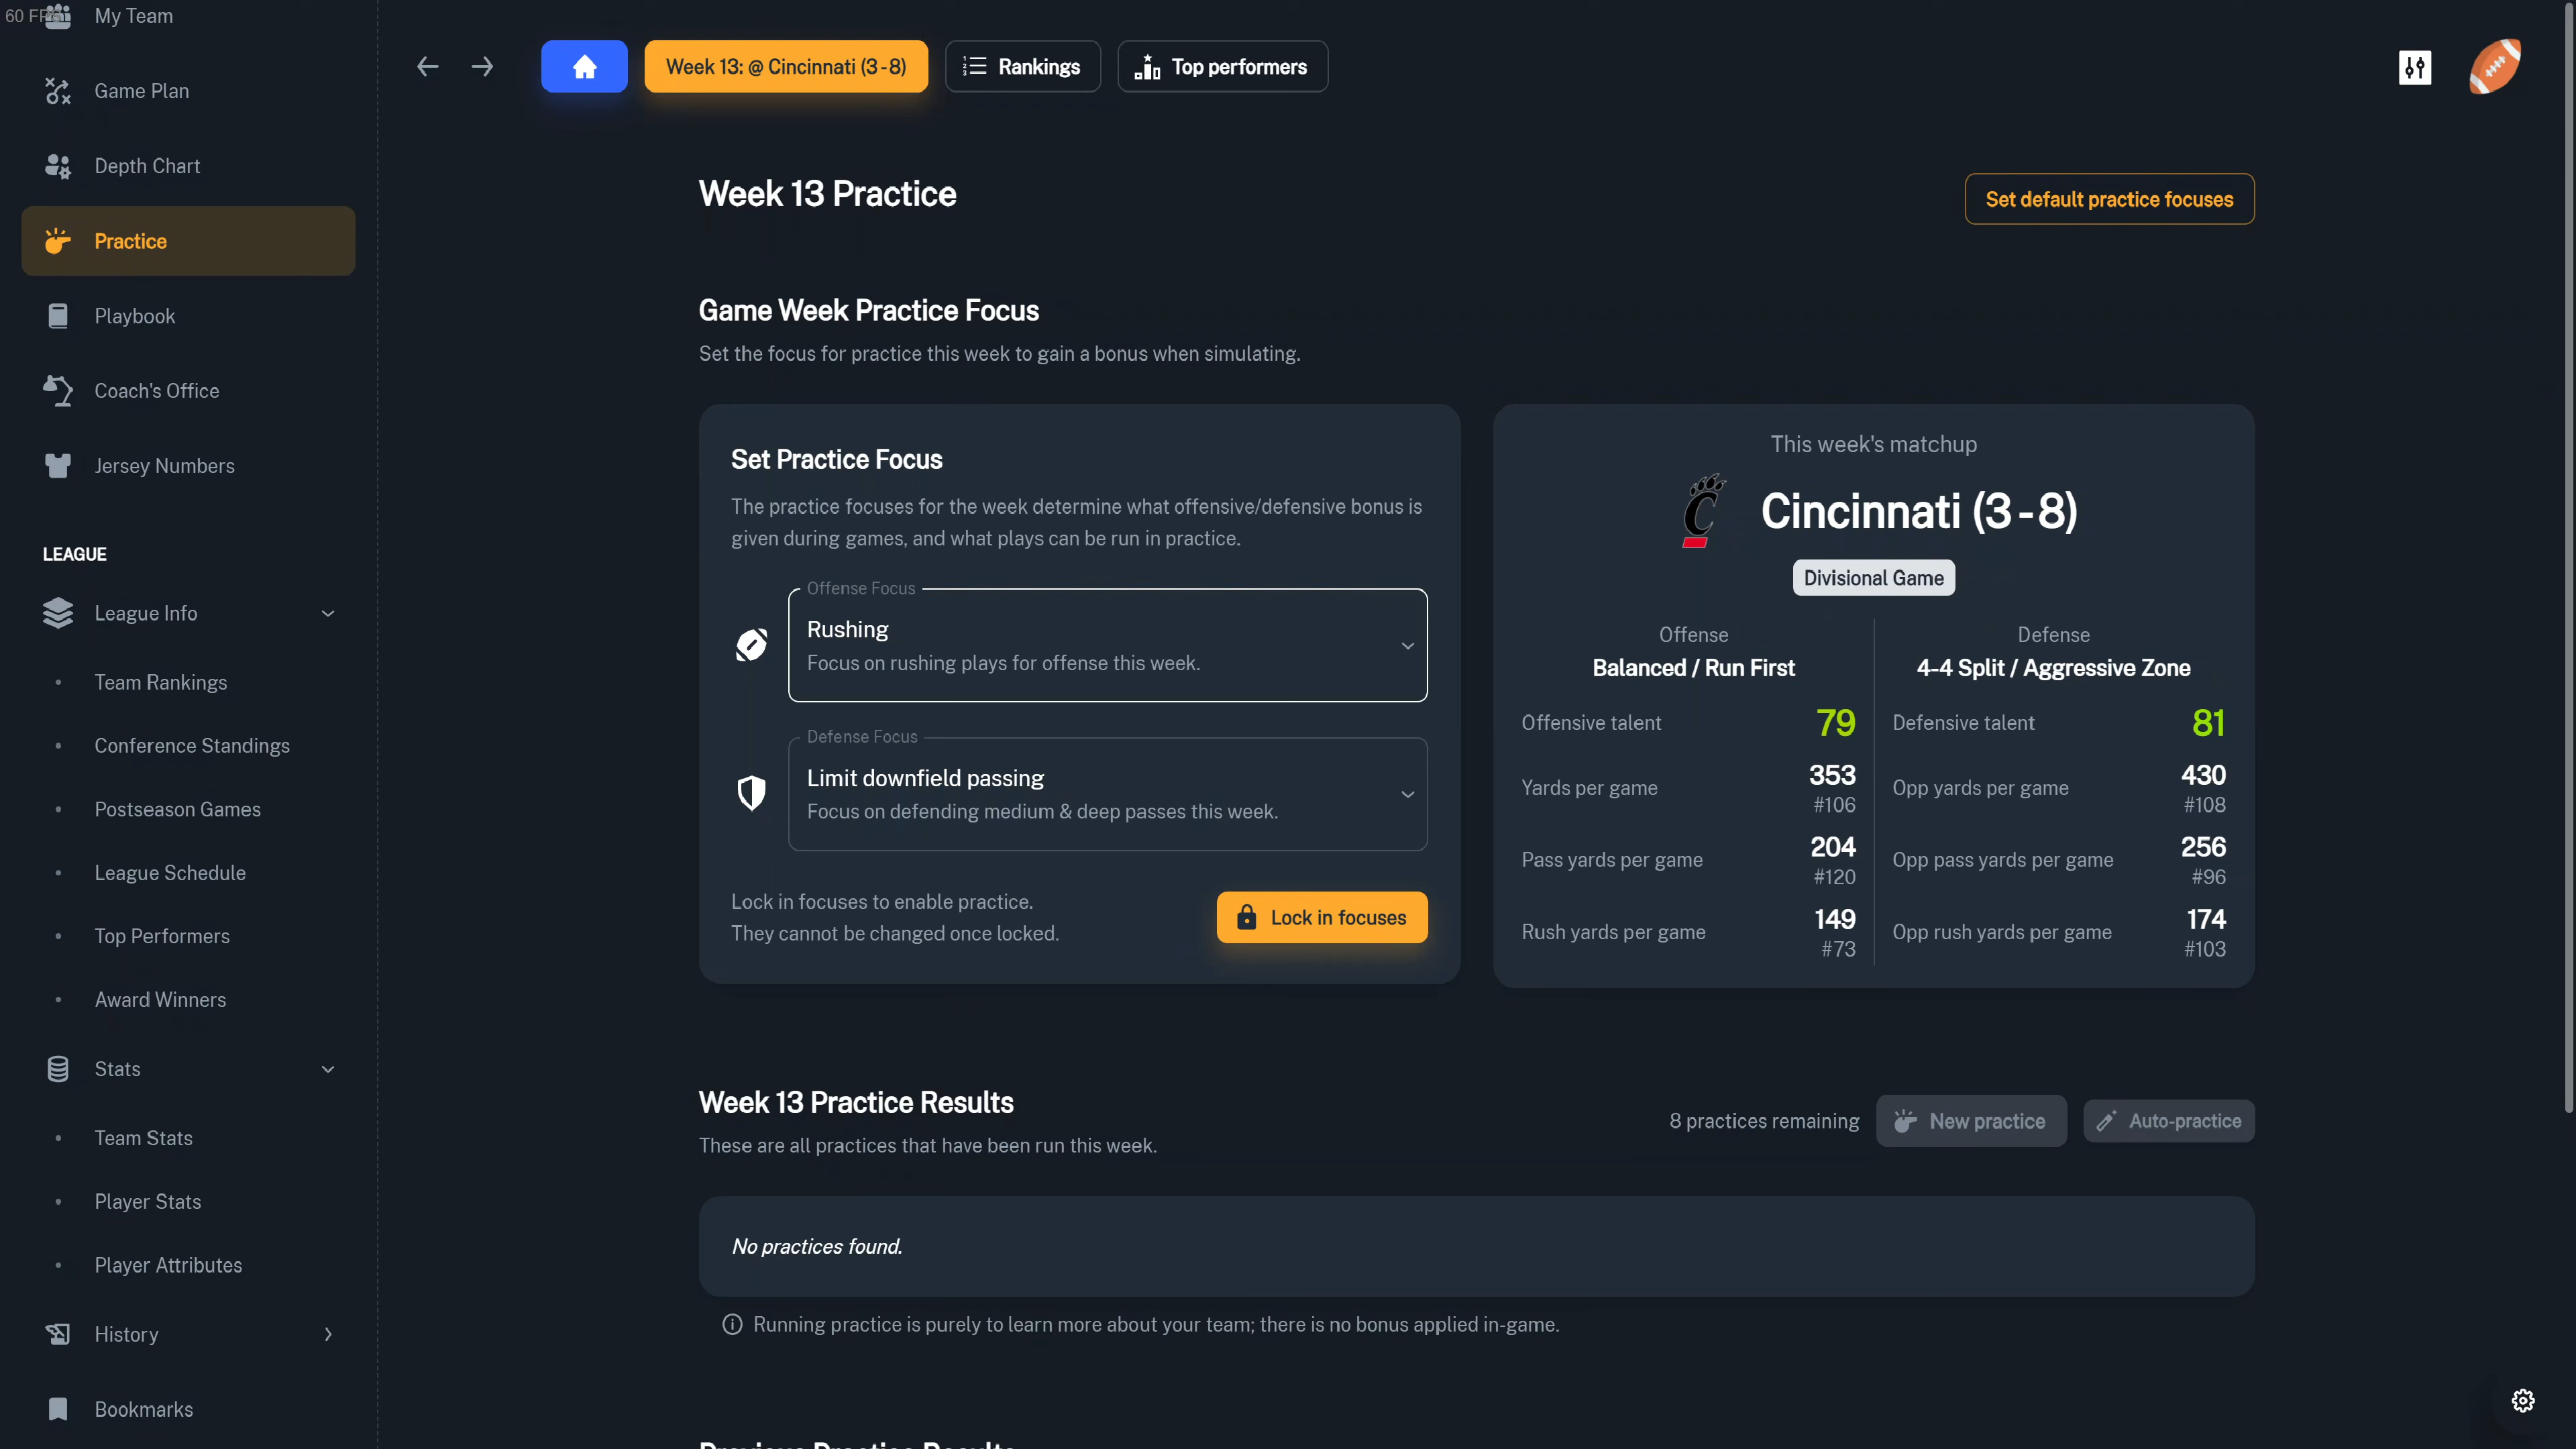 60 FPS
My Team
Game Plan
Depth Chart
Practice
Playbook
Coach's Office
Jersey Numbers
LEAGUE
League Info
Team Rankings
Conference Standings
Postseason Games
League Schedule
Top Performers
Award Winners
Stats
Team Stats
Player Stats
Player Attributes
History
Bookmarks
Week 13: @ Cincinnati (3-8)
Rankings
Top performers
Week 13 Practice
Set default practice focuses
Game Week Practice Focus
Set the focus for practice this week to gain a bonus when simulating.
Set Practice Focus
The practice focuses for the week determine what offensive/defensive bonus is
given during games, and what plays can be run in practice.
Offense Focus
Rushing
Focus on rushing plays for offense this week.
Defense Focus
Limit downfield passing
Focus on defending medium & deep passes this week.
Lock in focuses to enable practice.
They cannot be changed once locked.
Lock in focuses
This week's matchup
Cincinnati (3-8)
Divisional Game
Offense
Balanced / Run First
Offensive talent 79
Yards per game 353
#106
Pass yards per game 204
#120
Rush yards per game 149
#73
Defense
4-4 Split / Aggressive Zone
Defensive talent 81
Opp yards per game 430
#108
Opp pass yards per game 256
#96
Opp rush yards per game 174
#103
Week 13 Practice Results
These are all practices that have been run this week.
8 practices remaining
New practice
Auto-practice
No practices found.
Running practice is purely to learn more about your team; there is no bonus applied in-game.
Previous Practice Results